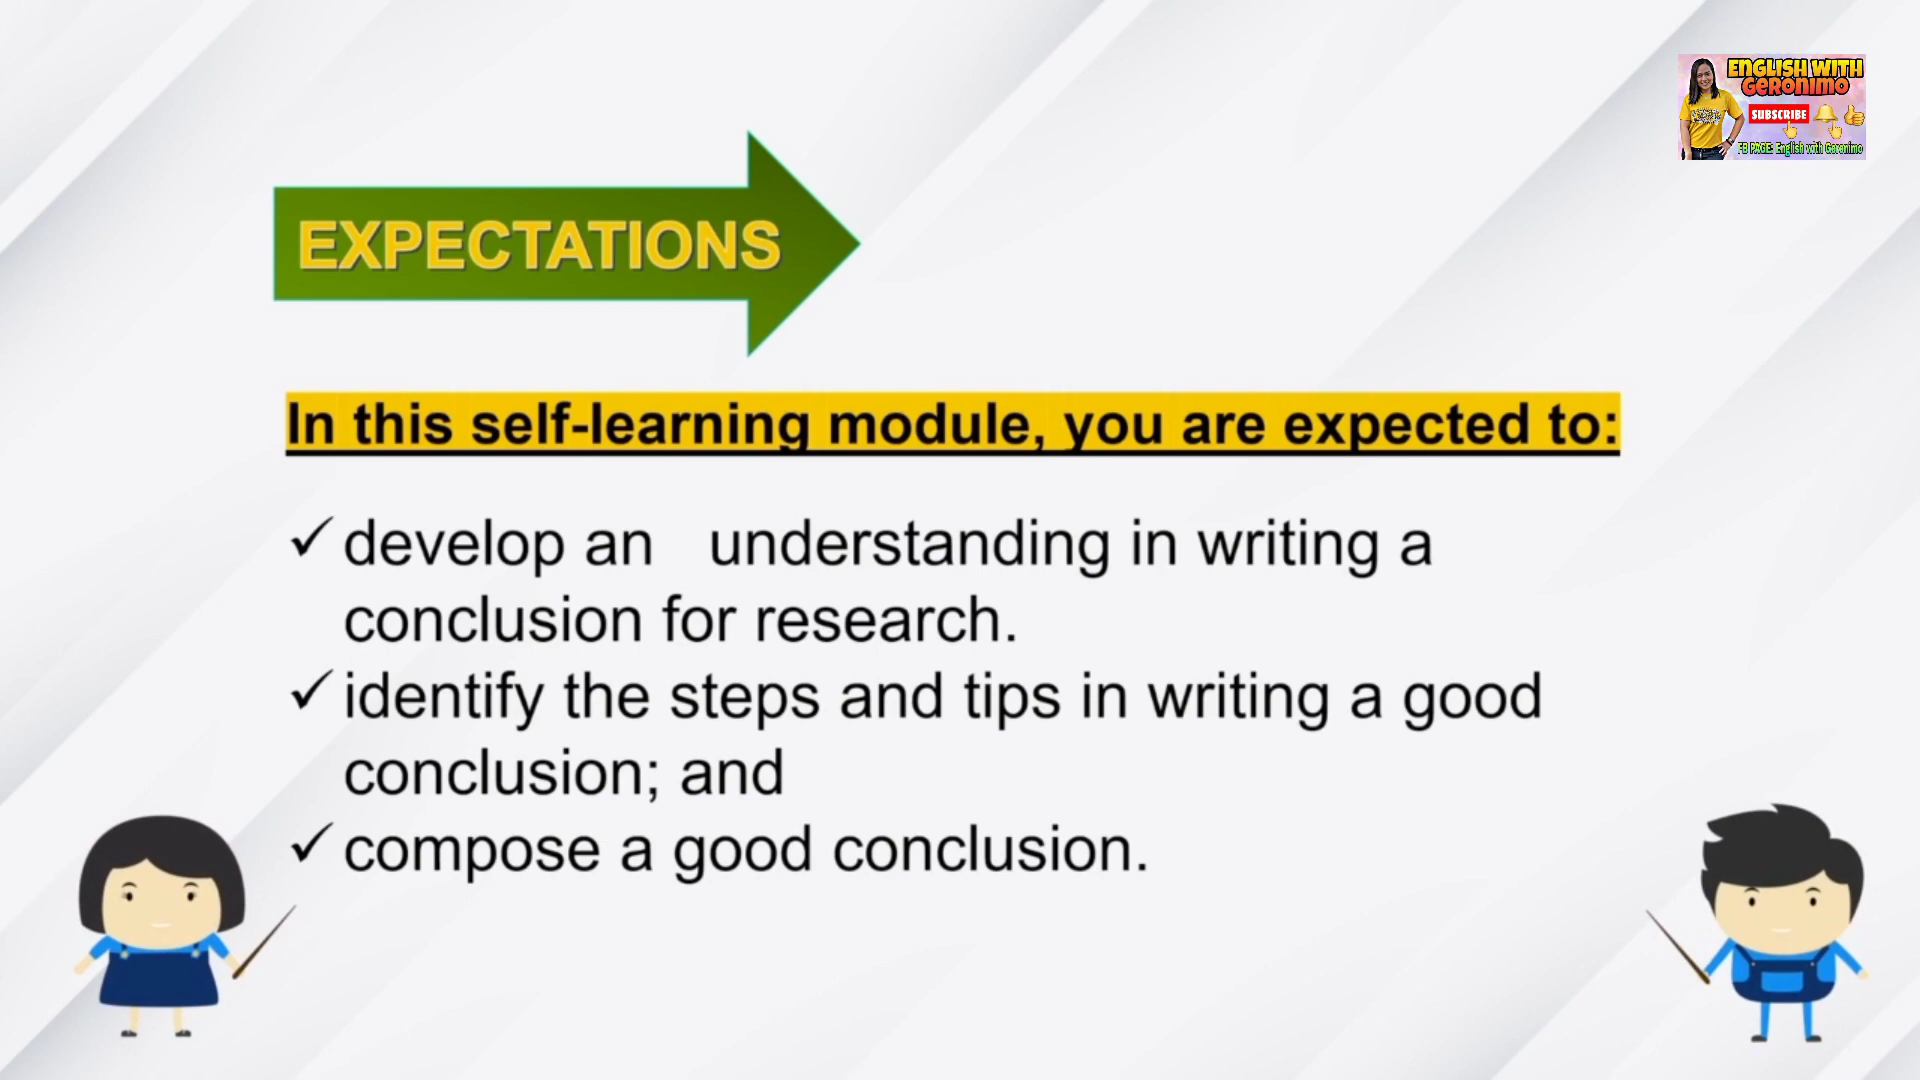 ENGLISH WITH
GERONIMO
SUBSCRIBE
FB PAGE: English with Geronimo
EXPECTATIONS
In this self-learning module, you are expected to:
✓ develop an understanding in writing a
conclusion for research.
✓ identify the steps and tips in writing a good
conclusion; and
✓ compose a good conclusion.